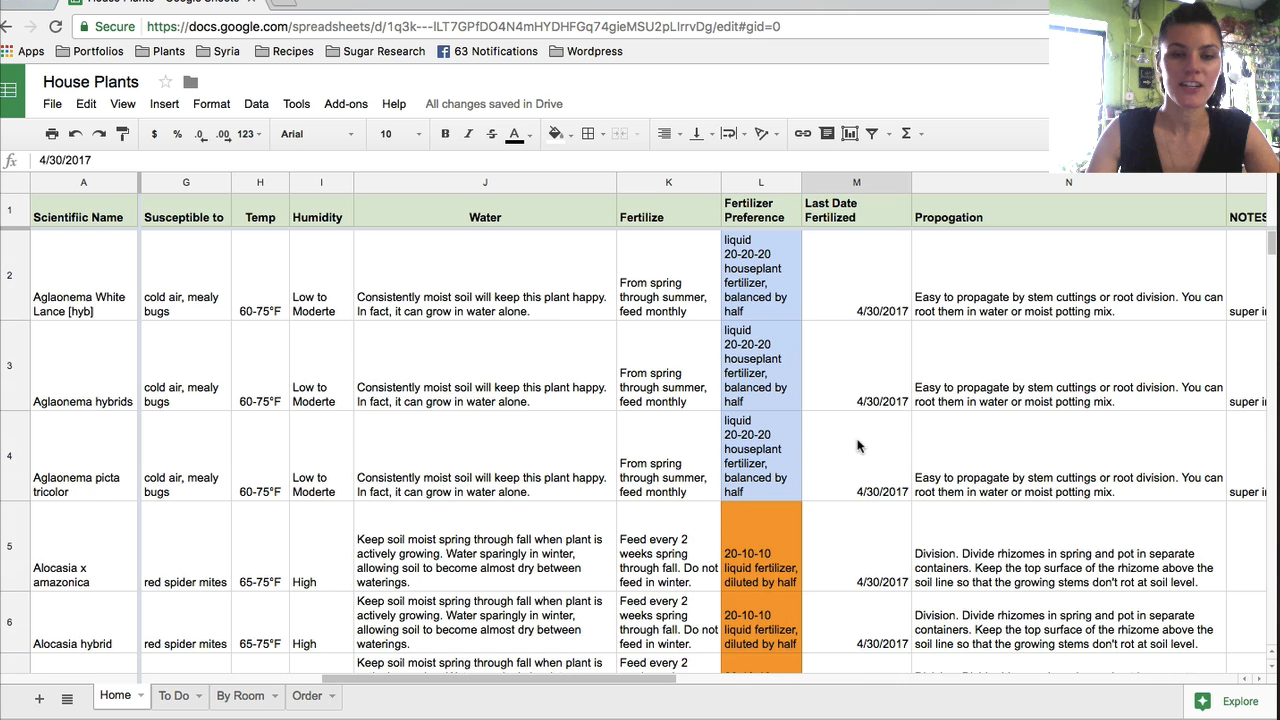 House Plants - Google Sheets
Secure https://docs.google.com/spreadsheets/d/1q3k---ILT7GPfDO4N4mHYDHFGq74gieMSU2pLIrrvDg/edit#gid=0
Apps Portfolios Plants Syria Recipes Sugar Research 63 Notifications Wordpress
House Plants
File Edit View Insert Format Data Tools Add-ons Help All changes saved in Drive
$ % .0 .00 123 Arial 10 B I S A
fx 4/30/2017
A G H I J K L M N
1 Scientifiic Name Susceptible to Temp Humidity Water Fertilize Fertilizer Preference Last Date Fertilized Propogation NOTES
2 Aglaonema White Lance [hyb] cold air, mealy bugs 60-75°F Low to Moderte Consistently moist soil will keep this plant happy. In fact, it can grow in water alone. From spring through summer, feed monthly liquid 20-20-20 houseplant fertilizer, balanced by half 4/30/2017 Easy to propagate by stem cuttings or root division. You can root them in water or moist potting mix. super i
3 Aglaonema hybrids cold air, mealy bugs 60-75°F Low to Moderte Consistently moist soil will keep this plant happy. In fact, it can grow in water alone. From spring through summer, feed monthly liquid 20-20-20 houseplant fertilizer, balanced by half 4/30/2017 Easy to propagate by stem cuttings or root division. You can root them in water or moist potting mix. super i
4 Aglaonema picta tricolor cold air, mealy bugs 60-75°F Low to Moderte Consistently moist soil will keep this plant happy. In fact, it can grow in water alone. From spring through summer, feed monthly liquid 20-20-20 houseplant fertilizer, balanced by half 4/30/2017 Easy to propagate by stem cuttings or root division. You can root them in water or moist potting mix. super i
5 Alocasia x amazonica red spider mites 65-75°F High Keep soil moist spring through fall when plant is actively growing. Water sparingly in winter, allowing soil to become almost dry between waterings. Feed every 2 weeks spring through fall. Do not feed in winter. 20-10-10 liquid fertilizer, diluted by half 4/30/2017 Division. Divide rhizomes in spring and pot in separate containers. Keep the top surface of the rhizome above the soil line so that the growing stems don't rot at soil level.
6 Alocasia hybrid red spider mites 65-75°F High Keep soil moist spring through fall when plant is actively growing. Water sparingly in winter, allowing soil to become almost dry between waterings. Feed every 2 weeks spring through fall. Do not feed in winter. 20-10-10 liquid fertilizer, diluted by half 4/30/2017 Division. Divide rhizomes in spring and pot in separate containers. Keep the top surface of the rhizome above the soil line so that the growing stems don't rot at soil level.
Keep soil moist spring through fall when plant is Feed every 2
Home To Do By Room Order Explore